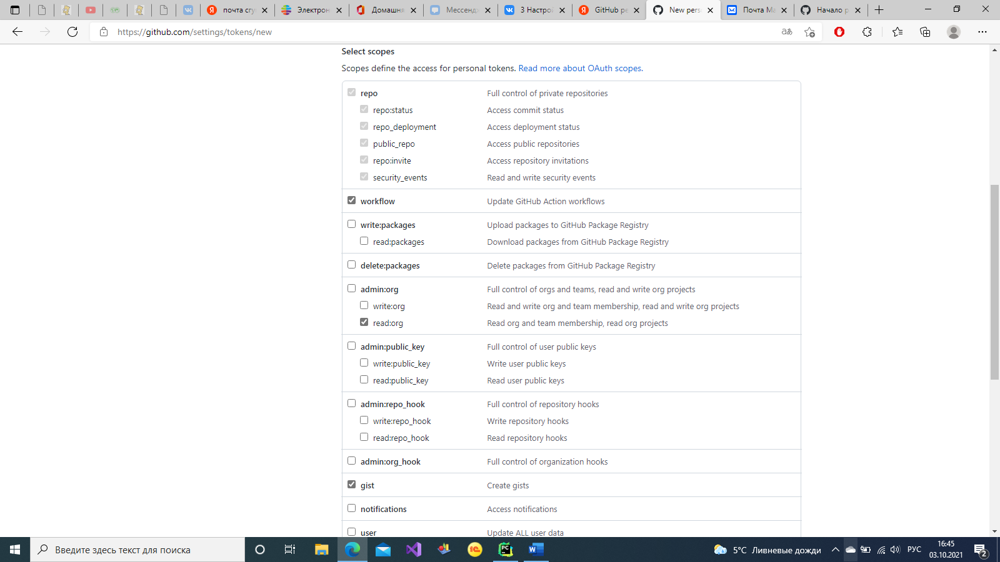 почта сгу
Электрон
Домашня
Мессендж
3 Настрой
GitHub pe
New perso
Почта Ma
Начало р
https://github.com/settings/tokens/new
аあ
Select scopes
Scopes define the access for personal tokens. Read more about OAuth scopes.
repo Full control of private repositories
repo:status Access commit status
repo_deployment Access deployment status
public_repo Access public repositories
repo:invite Access repository invitations
security_events Read and write security events
workflow Update GitHub Action workflows
write:packages Upload packages to GitHub Package Registry
read:packages Download packages from GitHub Package Registry
delete:packages Delete packages from GitHub Package Registry
admin:org Full control of orgs and teams, read and write org projects
write:org Read and write org and team membership, read and write org projects
read:org Read org and team membership, read org projects
admin:public_key Full control of user public keys
write:public_key Write user public keys
read:public_key Read user public keys
admin:repo_hook Full control of repository hooks
write:repo_hook Write repository hooks
read:repo_hook Read repository hooks
admin:org_hook Full control of organization hooks
gist Create gists
notifications Access notifications
user Update ALL user data
Введите здесь текст для поиска
1С
PC
W
5°C Ливневые дожди
РУС
16:45
03.10.2021
2